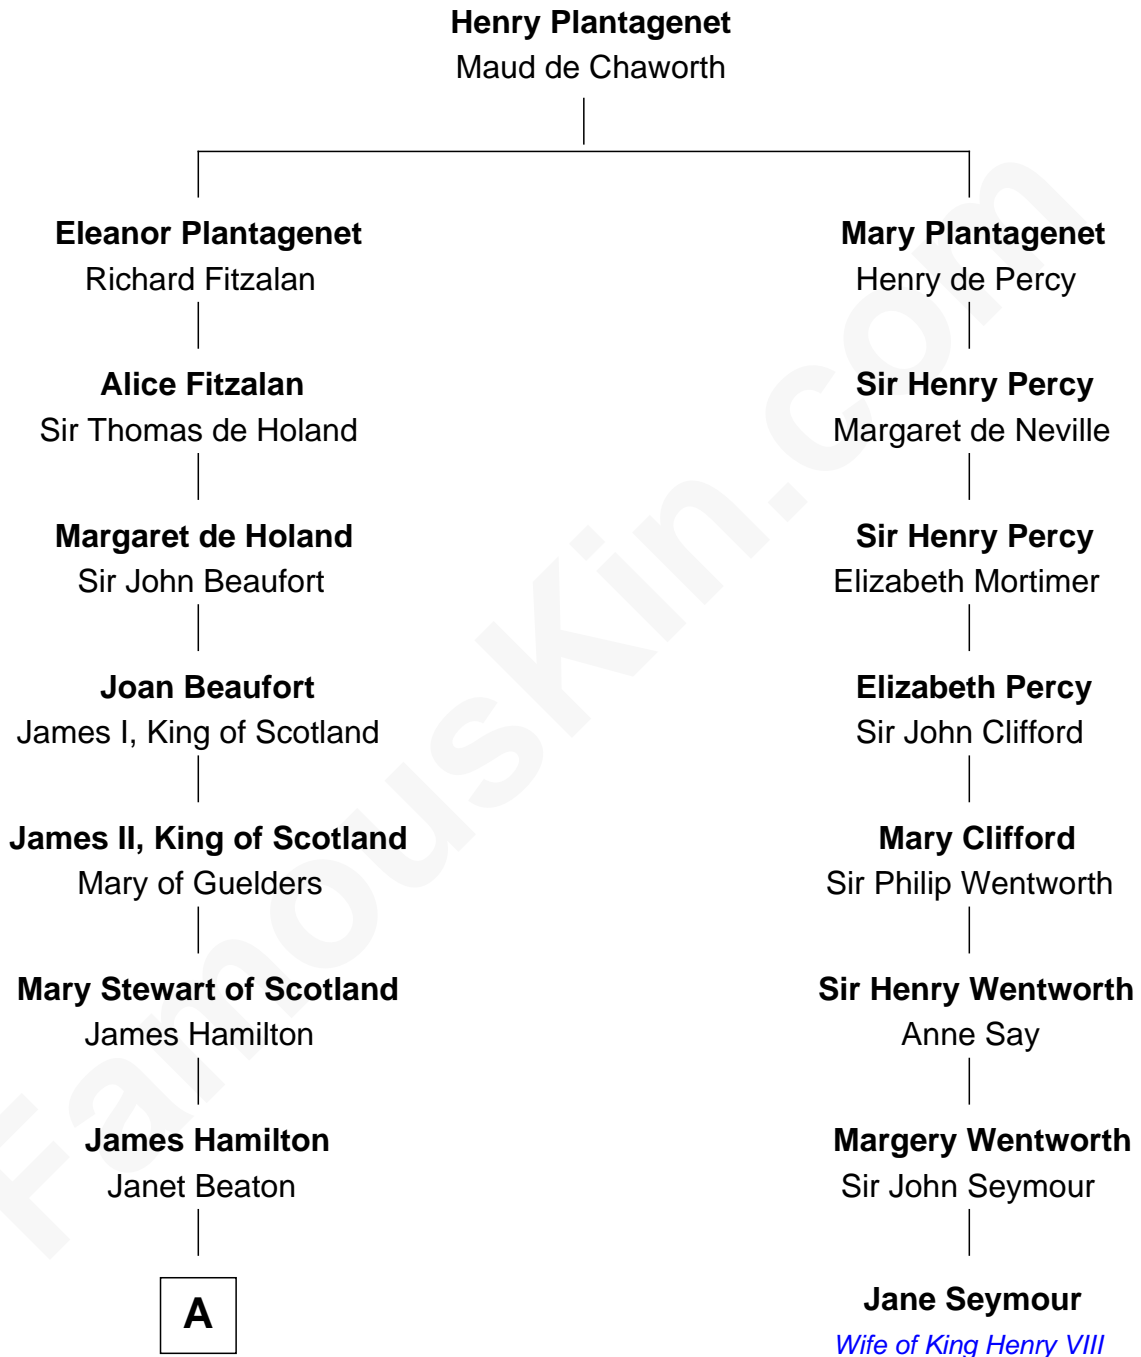 Henry Plantagenet
Maud de Chaworth
Eleanor Plantagenet
Richard Fitzalan
Mary Plantagenet
Henry de Percy
Alice Fitzalan
Sir Thomas de Holand
Sir Henry Percy
Margaret de Neville
Margaret de Holand
Sir John Beaufort
Sir Henry Percy
Elizabeth Mortimer
Joan Beaufort
James I, King of Scotland
Elizabeth Percy
Sir John Clifford
James II, King of Scotland
Mary of Guelders
Mary Clifford
Sir Philip Wentworth
Mary Stewart of Scotland
James Hamilton
Sir Henry Wentworth
Anne Say
James Hamilton
Janet Beaton
Margery Wentworth
Sir John Seymour
A
Jane Seymour
Wife of King Henry VIII
FamousKin.com